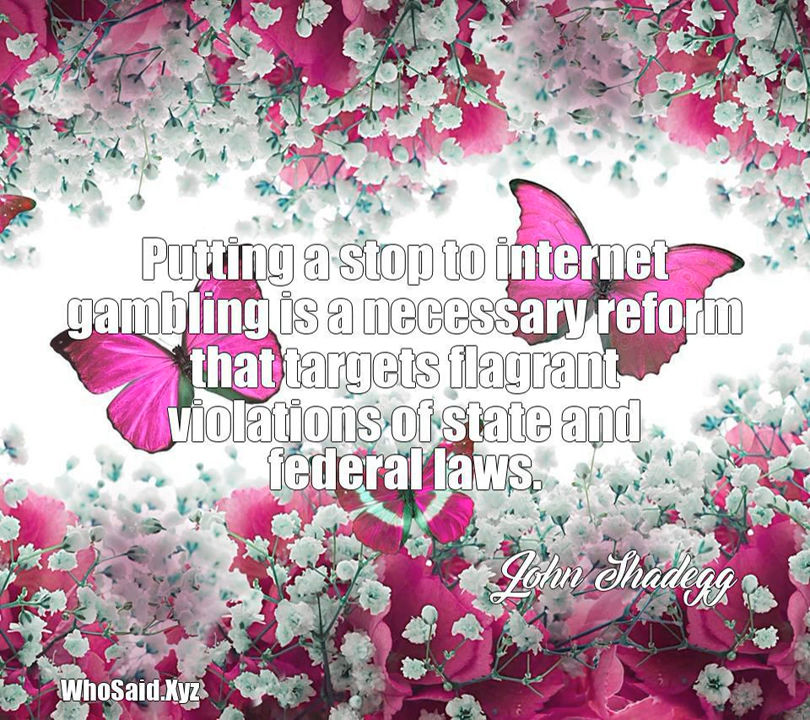 Putting a stop to internet
gambling is a necessary reform
that targets flagrant
violations of state and
federal laws.
John Shadegg
WhoSaid.Xyz